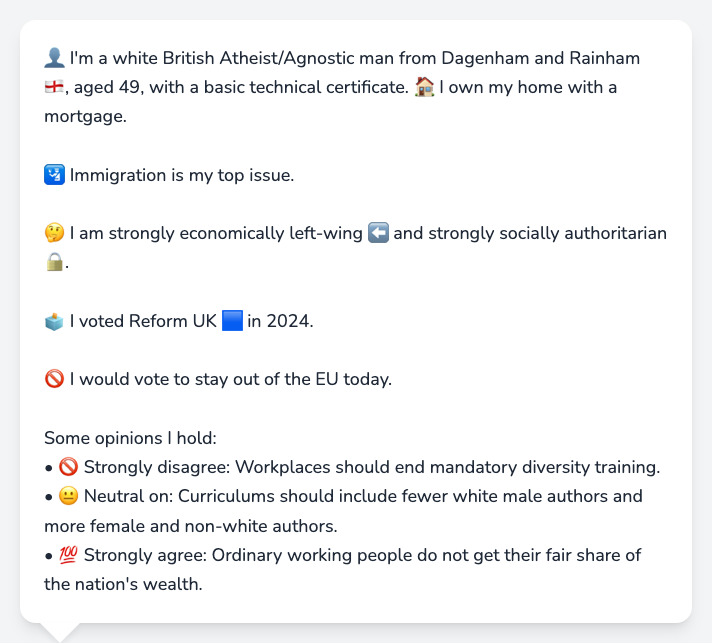 👤 I'm a white British Atheist/Agnostic man from Dagenham and Rainham
🏴󠁧󠁢󠁥󠁮󠁧󠁿, aged 49, with a basic technical certificate. 🏠 I own my home with a
mortgage.
🛂 Immigration is my top issue.
🤔 I am strongly economically left-wing ⬅️ and strongly socially authoritarian
🔒.
🗳️ I voted Reform UK 🟦 in 2024.
🚫 I would vote to stay out of the EU today.
Some opinions I hold:
• 🚫 Strongly disagree: Workplaces should end mandatory diversity training.
• 😐 Neutral on: Curriculums should include fewer white male authors and
more female and non-white authors.
• 💯 Strongly agree: Ordinary working people do not get their fair share of
the nation's wealth.